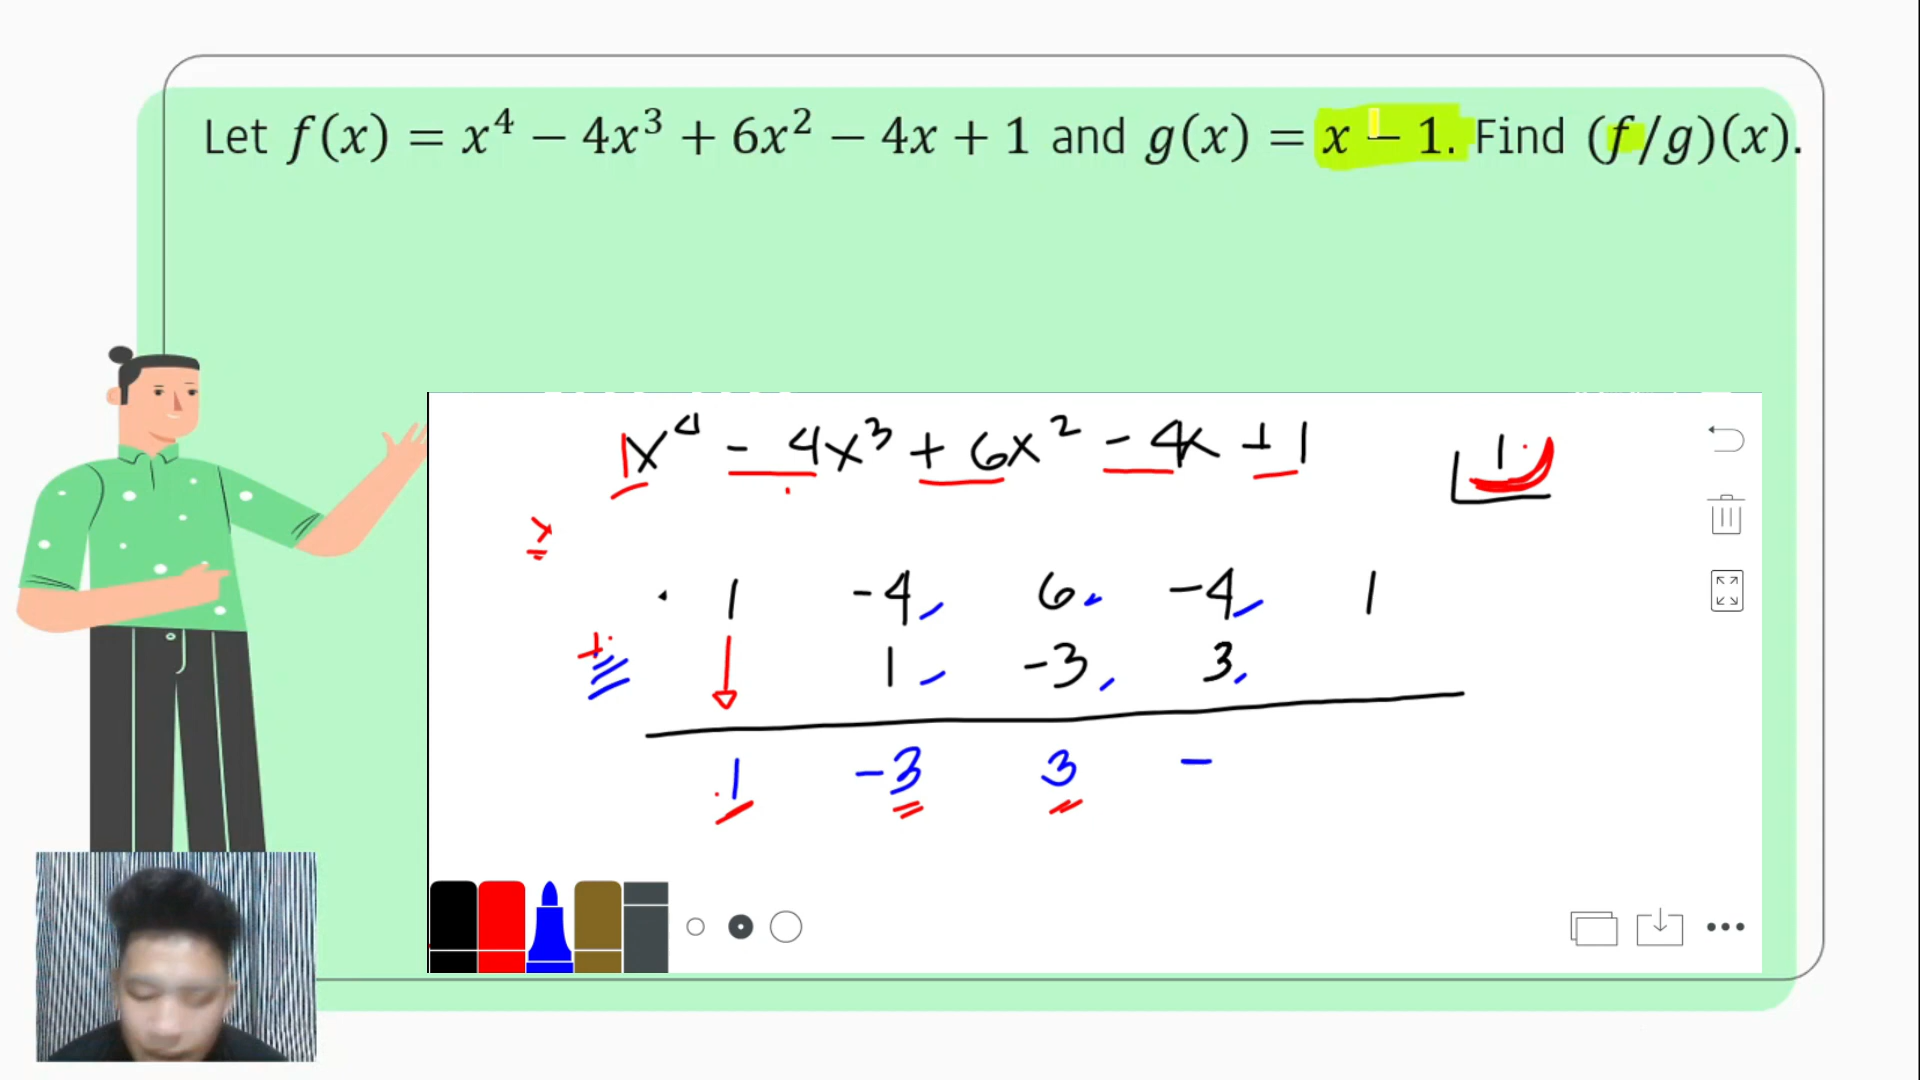 Let f(x) = x⁴ − 4x³ + 6x² − 4x + 1 and g(x) = x − 1. Find (f/g)(x).
1x⁴ - 4x³ + 6x² - 4x + 1 1
x
1 -4 6 -4 1
+ 1 -3 3
1 -3 3 -